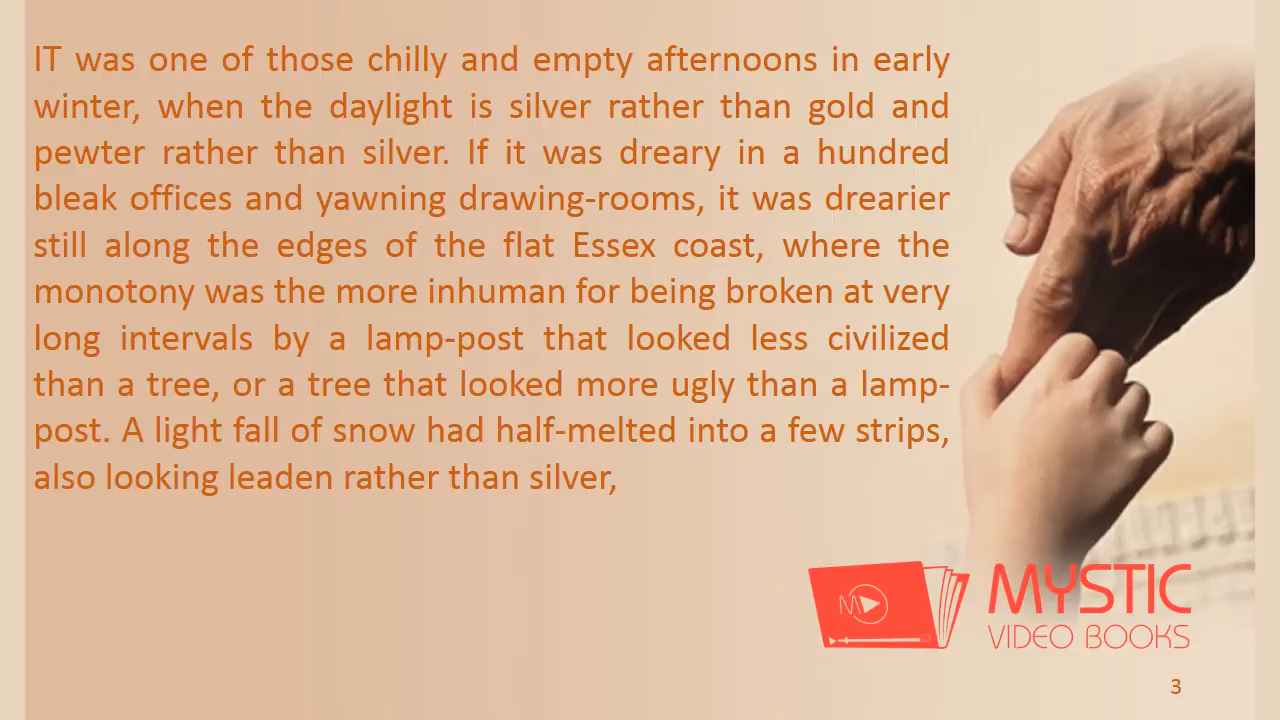 IT was one of those chilly and empty afternoons in early
winter, when the daylight is silver rather than gold and
pewter rather than silver. If it was dreary in a hundred
bleak offices and yawning drawing-rooms, it was drearier
still along the edges of the flat Essex coast, where the
monotony was the more inhuman for being broken at very
long intervals by a lamp-post that looked less civilized
than a tree, or a tree that looked more ugly than a lamp-
post. A light fall of snow had half-melted into a few strips,
also looking leaden rather than silver,
M
MYSTIC
VIDEO BOOKS
3